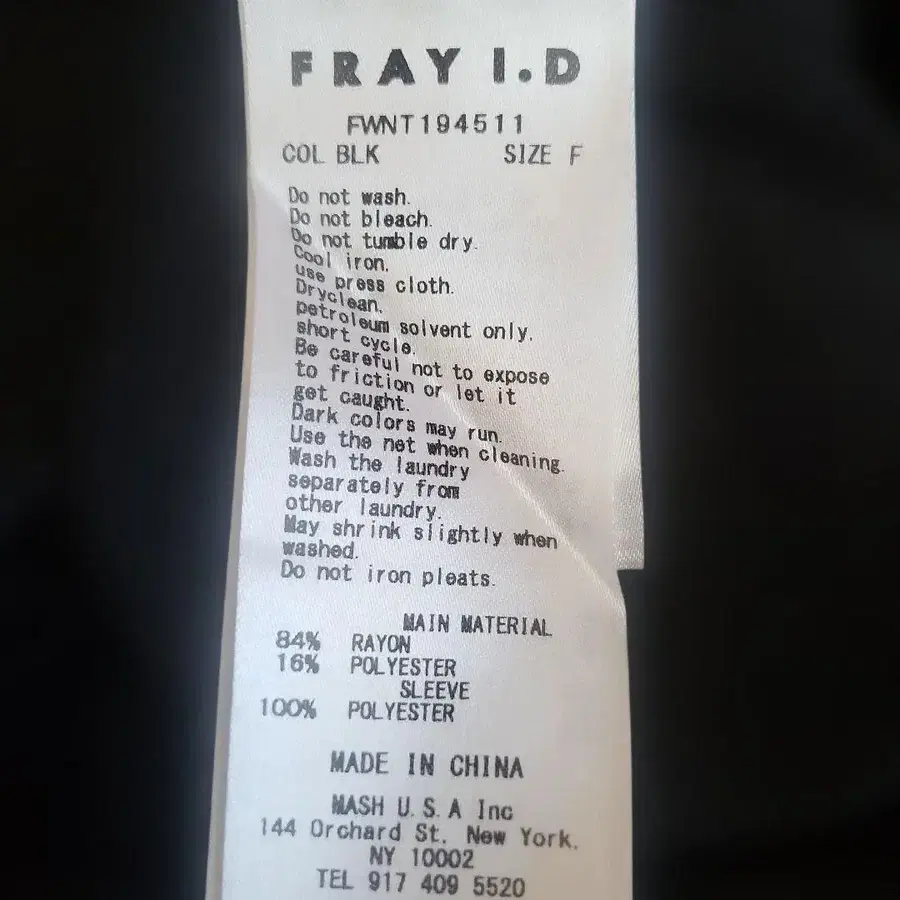 FRAY I.D
FWNT194511
COL BLK SIZE F
Do not wash.
Do not bleach.
Do not tumble dry.
Cool iron.
use press cloth.
Dryclean.
petroleum solvent only.
short cycle.
Be careful not to expose
to friction or let it
get caught.
Dark colors may run.
Use the net when cleaning.
Wash the laundry
separately from
other laundry.
May shrink slightly when
washed.
Do not iron pleats.
MAIN MATERIAL
84% RAYON
16% POLYESTER
SLEEVE
100% POLYESTER
MADE IN CHINA
MASH U.S.A Inc
144 Orchard St. New York.
NY 10002
TEL 917 409 5520